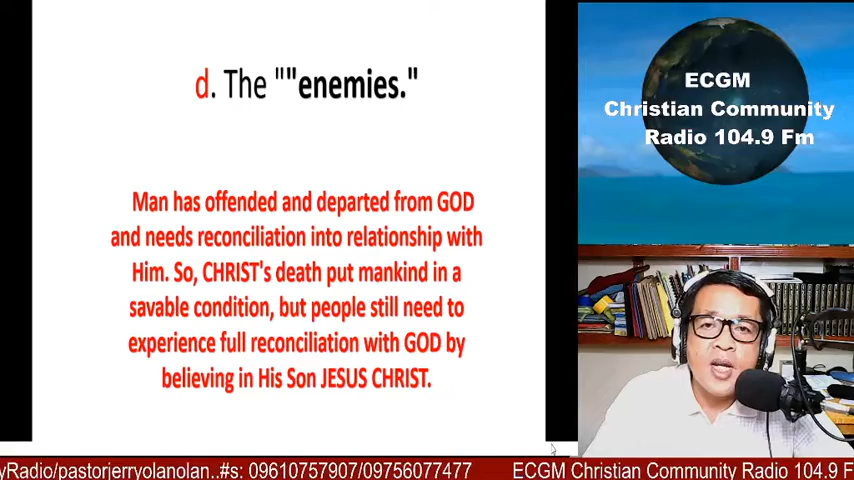 d. The ""enemies."
Man has offended and departed from GOD
and needs reconciliation into relationship with
Him. So, CHRIST's death put mankind in a
savable condition, but people still need to
experience full reconciliation with GOD by
believing in His Son JESUS CHRIST.
ECGM
Christian Community
Radio 104.9 Fm
yRadio/pastorjerryolanolan..#s: 09610757907/09756077477 ECGM Christian Community Radio 104.9 F